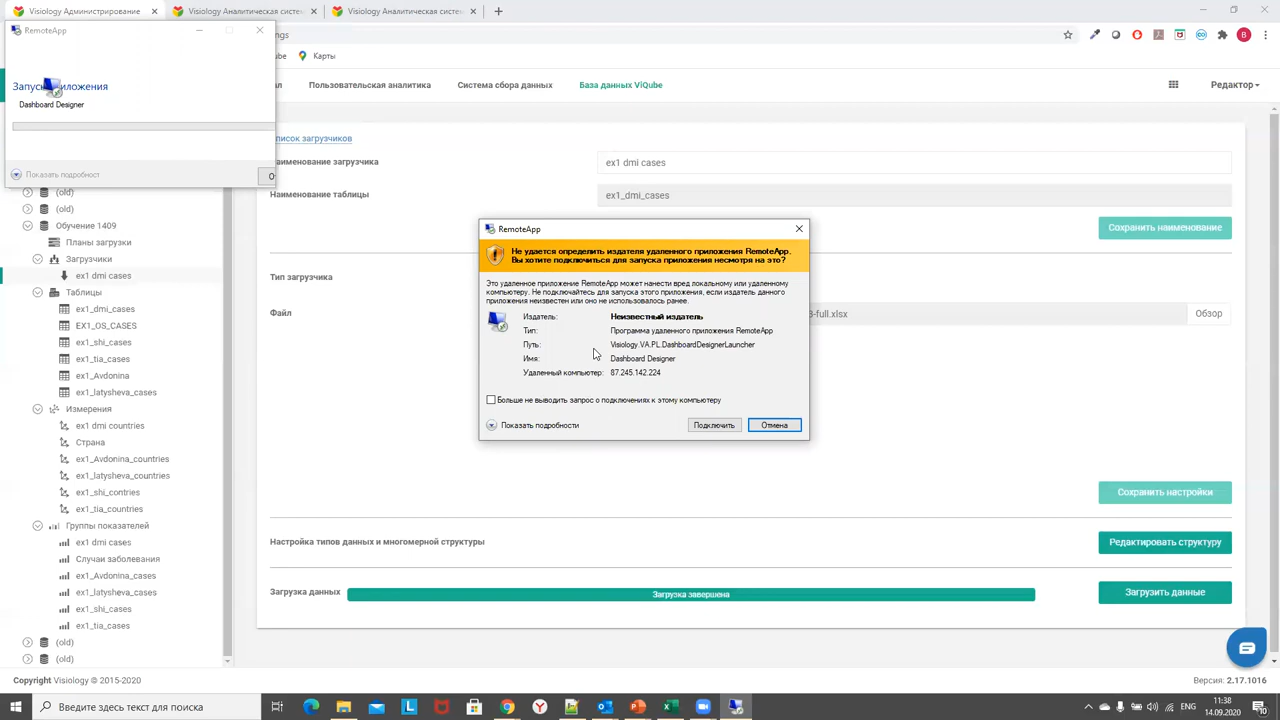 Visiology Администрирование
Visiology Аналитическая систем
Visiology Аналитическая систем
RemoteApp
ngs
ube
Карты
B
Dashboard Designer
Показать подробност
О
Пользовательская аналитика
Система сбора данных
База данных ViQube
Редактор
писок загрузчиков
аименование загрузчика
ex1 dmi cases
Наименование таблицы
ex1_dmi_cases
Сохранить наименование
Тип загрузчика
Файл
3-full.xlsx
Обзор
(old)
(old)
Обучение 1409
Планы загрузки
Загрузчики
ex1 dmi cases
Таблицы
ex1_dmi_cases
EX1_OS_CASES
ex1_shi_cases
ex1_tia_cases
ex1_Avdonina
ex1_latysheva_cases
Измерения
ex1 dmi countries
Страна
ex1_Avdonina_countries
ex1_latysheva_countries
ex1_shi_contries
ex1_tia_countries
Группы показателей
ex1 dmi cases
Случаи заболевания
ex1_Avdonina_cases
ex1_latysheva_cases
ex1_shi_cases
ex1_tia_cases
(old)
(old)
RemoteApp
Не удается определить издателя удаленного приложения RemoteApp.
Вы хотите подключиться для запуска приложения несмотря на это?
Это удаленное приложение RemoteApp может нанести вред локальному или удаленному
компьютеру. Не подключайтесь для запуска этого приложения, если издатель данного
приложения неизвестен или оно не использовалось ранее.
Издатель: Неизвестный издатель
Тип: Программа удаленного приложения RemoteApp
Путь: Visiology.VA.PL.DashboardDesignerLauncher
Имя: Dashboard Designer
Удаленный компьютер: 87.245.142.224
Больше не выводить запрос о подключениях к этому компьютеру
Показать подробности
Подключить
Отмена
Сохранить настройки
Настройка типов данных и многомерной структуры
Редактировать структуру
Загрузка данных
Загрузка завершена
Загрузить данные
Copyright Visiology © 2015-2020
Версия: 2.17.1016
Введите здесь текст для поиска
11:38
14.09.2020